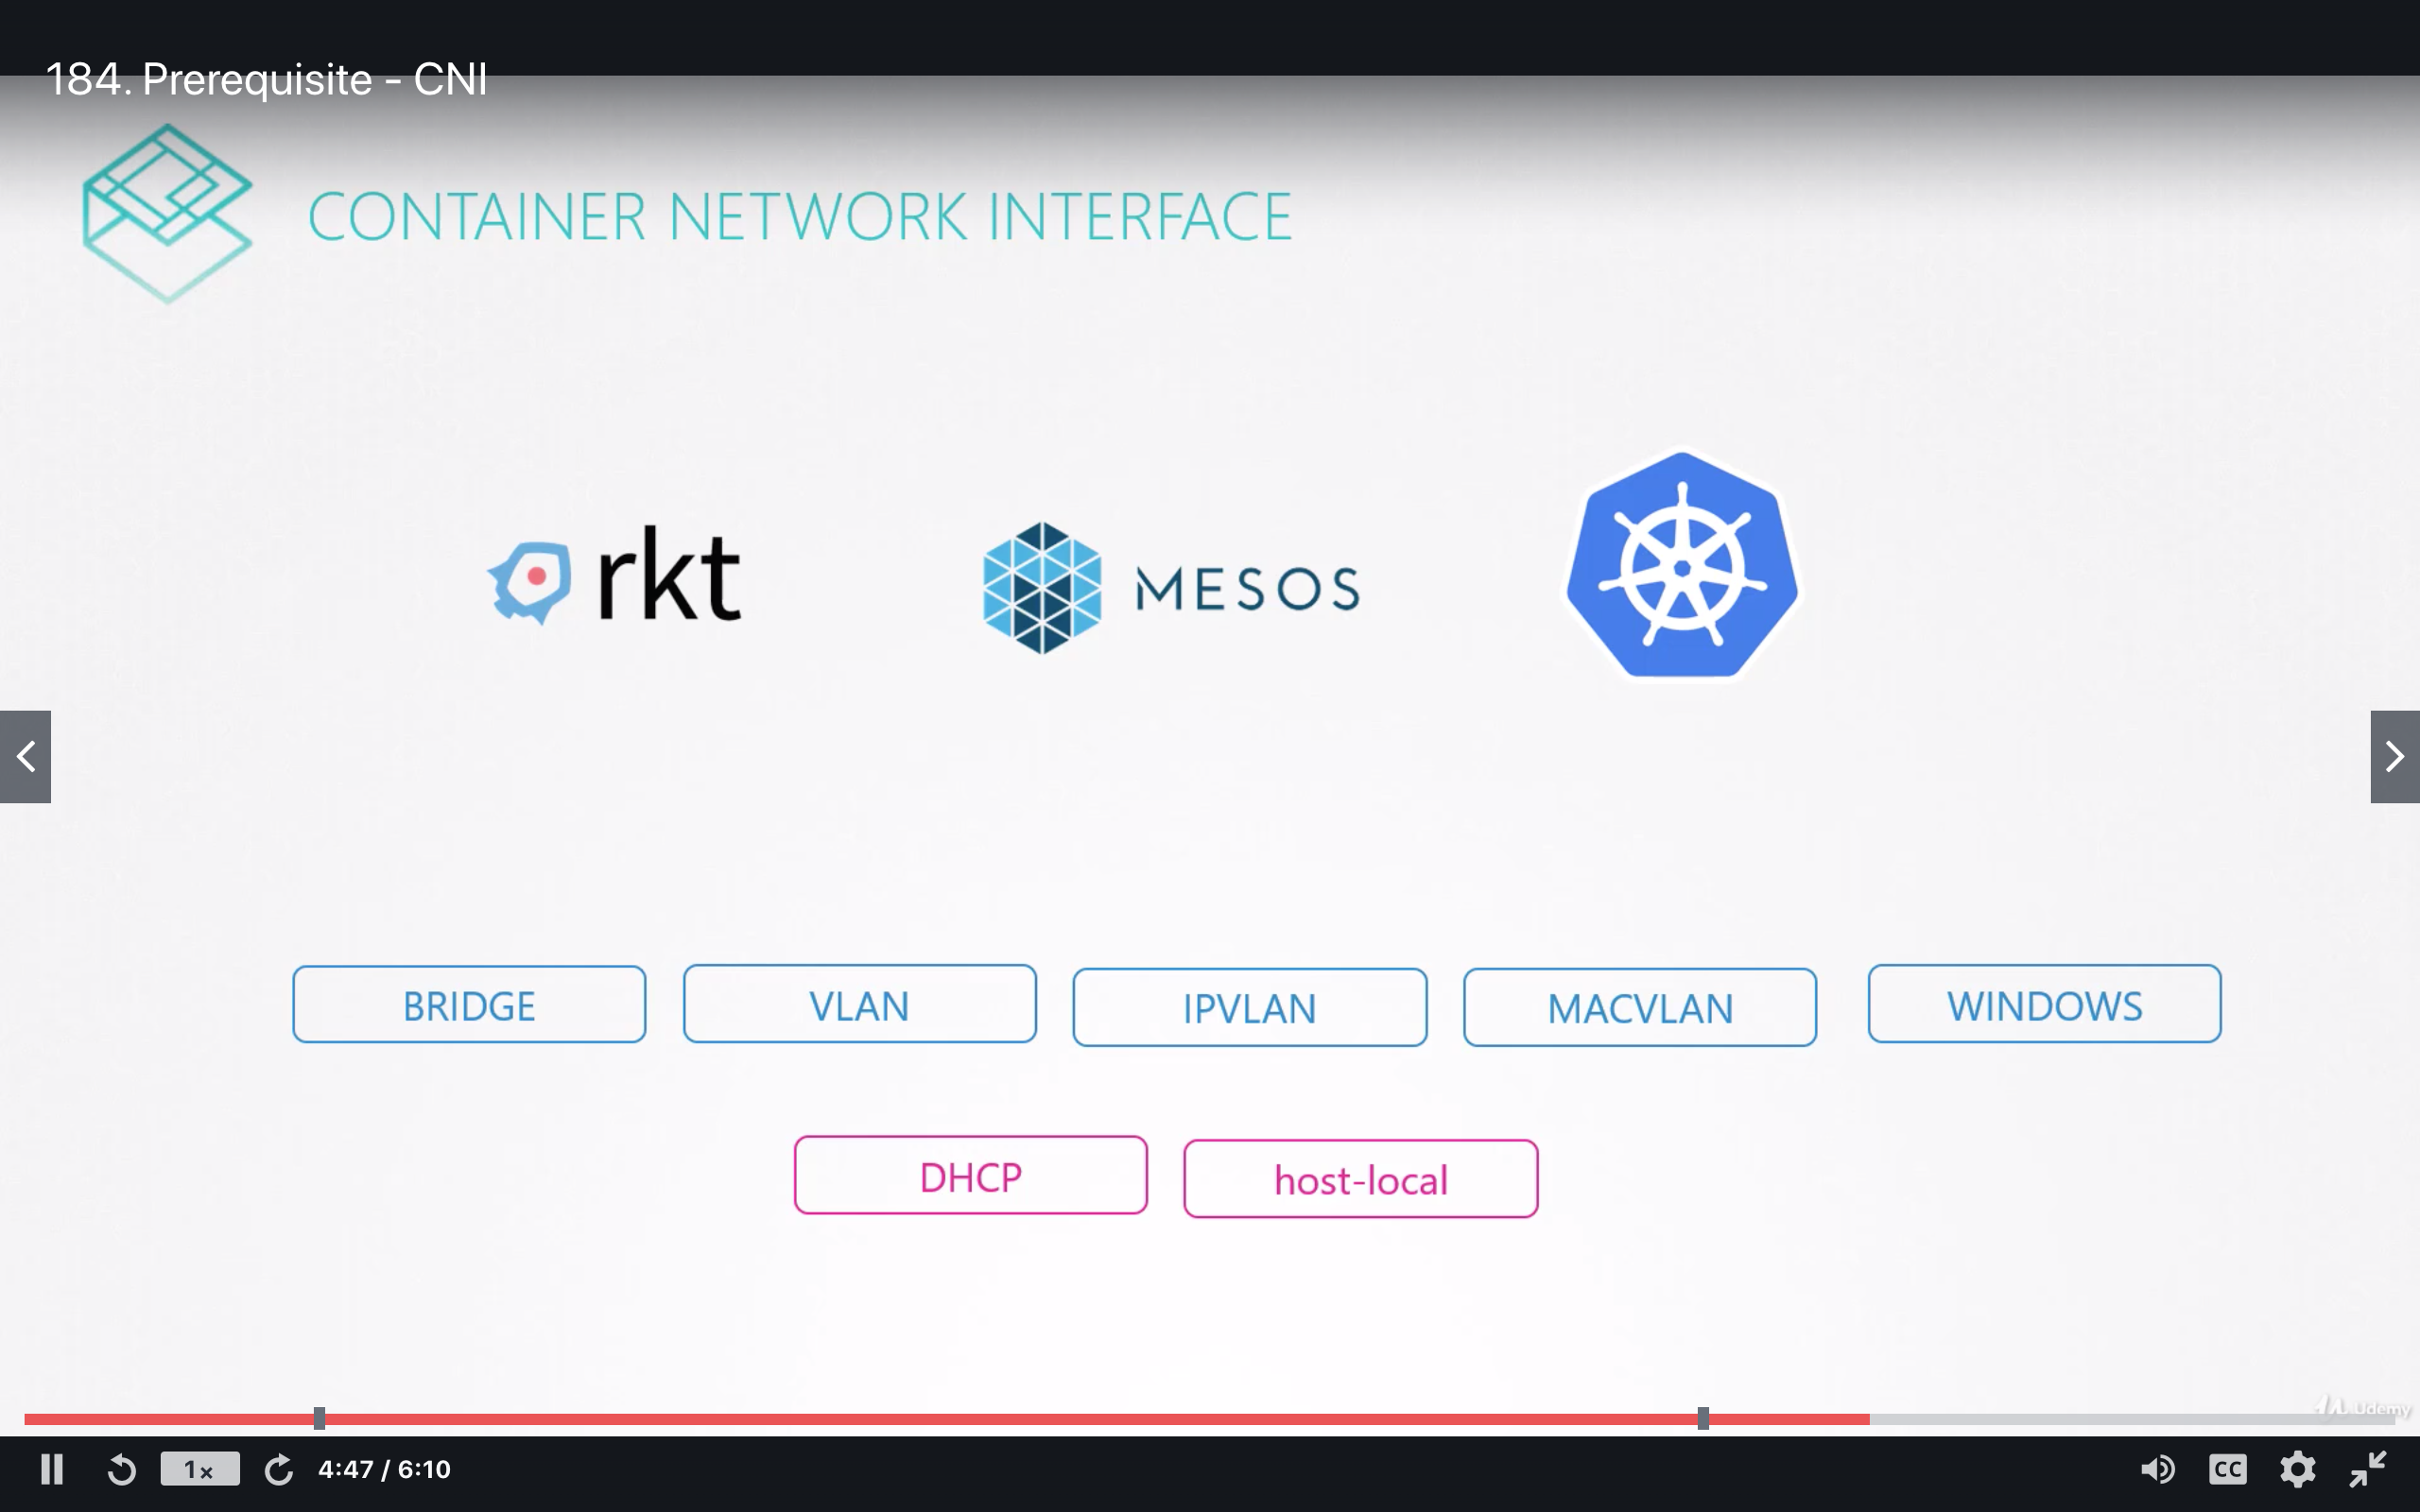 184. Prerequisite - CNI
CONTAINER NETWORK INTERFACE
rkt
MESOS
BRIDGE
VLAN
IPVLAN
MACVLAN
WINDOWS
DHCP
host-local
Udemy
1x
4:47 / 6:10
CC